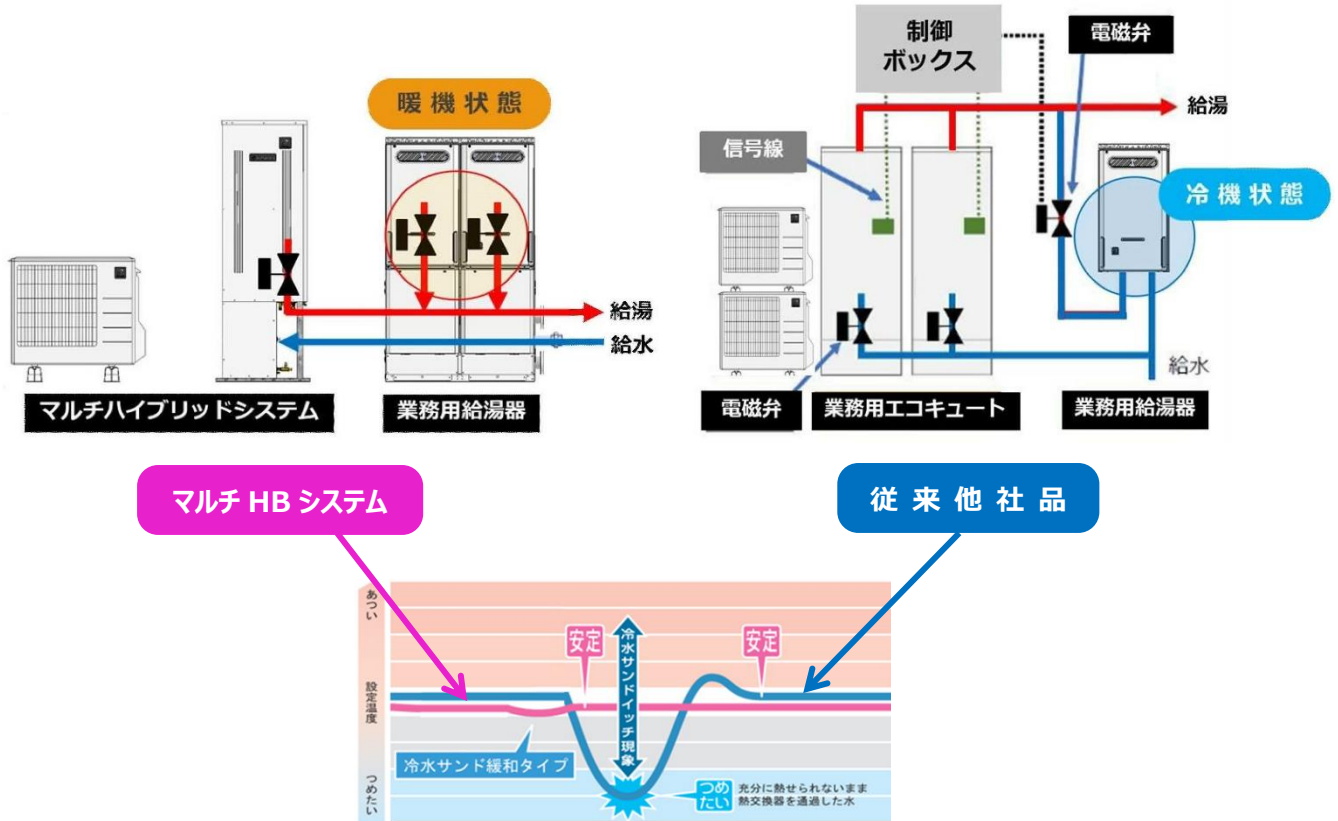 暖機状態
給湯
給水
マルチハイブリッドシステム
業務用給湯器
制御
ボックス
電磁弁
給湯
信号線
冷機状態
給水
電磁弁
業務用エコキュート
業務用給湯器
マルチ HB システム
従来他社品
あつい
設定温度
つめたい
安定
冷水サンドイッチ現象
安定
冷水サンド緩和タイプ
つめ
たい
充分に熱せられないまま
熱交換器を通過した水